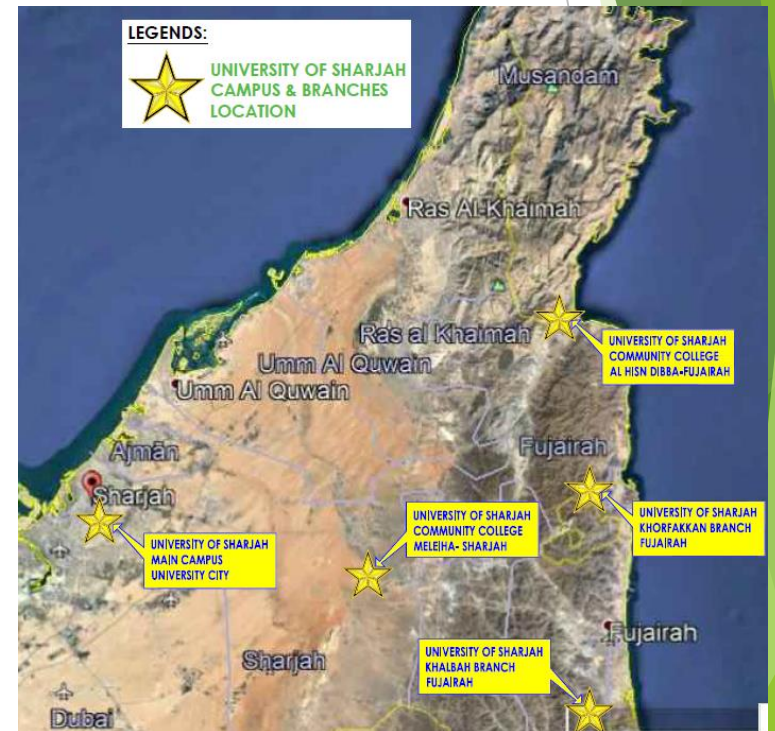 LEGENDS:
UNIVERSITY OF SHARJAH
CAMPUS & BRANCHES
LOCATION
Musandam
Ras Al-Khaimah
Ras al Khaimah
UNIVERSITY OF SHARJAH
COMMUNITY COLLEGE
AL HISN DIBBA-FUJAIRAH
Umm Al Quwain
Umm Al Quwain
Ajmān
Fujairah
Sharjah
UNIVERSITY OF SHARJAH
MAIN CAMPUS
UNIVERSITY CITY
UNIVERSITY OF SHARJAH
COMMUNITY COLLEGE
MELEIHA- SHARJAH
UNIVERSITY OF SHARJAH
KHORFAKKAN BRANCH
FUJAIRAH
Fujairah
Sharjah
UNIVERSITY OF SHARJAH
KHALBAH BRANCH
FUJAIRAH
Dubai